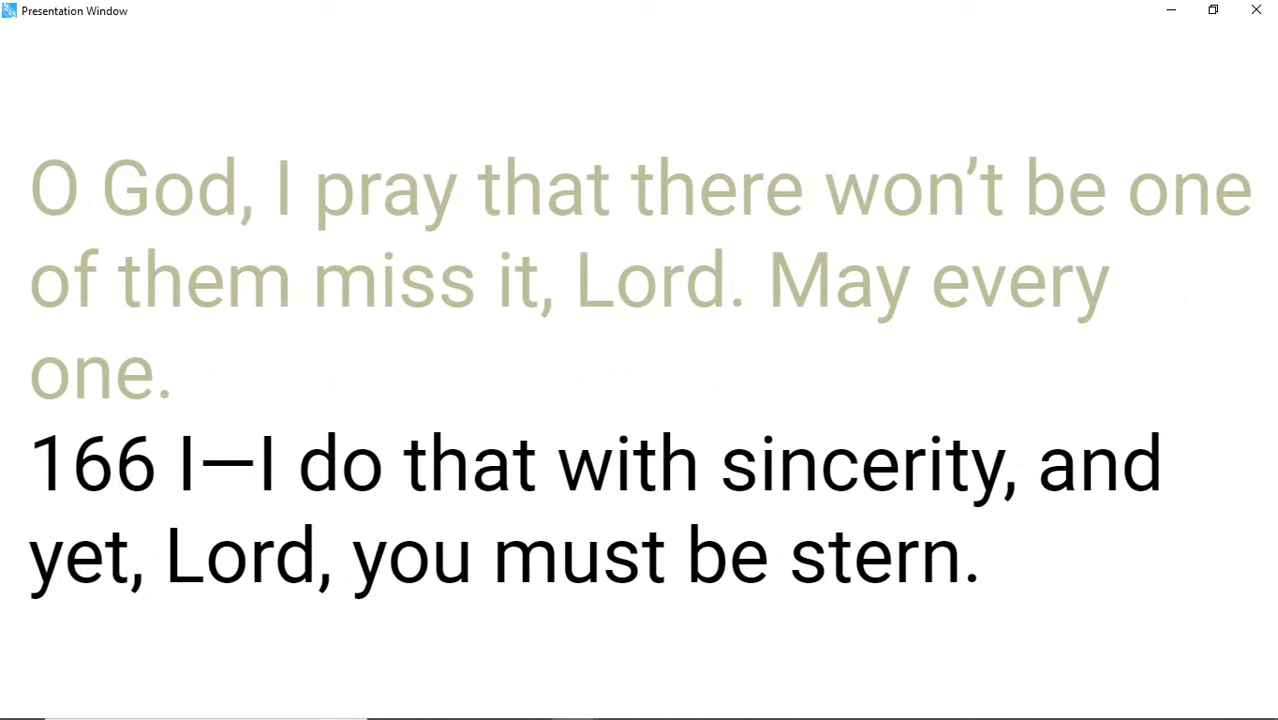 Presentation Window
O God, I pray that there won’t be one
of them miss it, Lord. May every
one.
166 I—I do that with sincerity, and
yet, Lord, you must be stern.